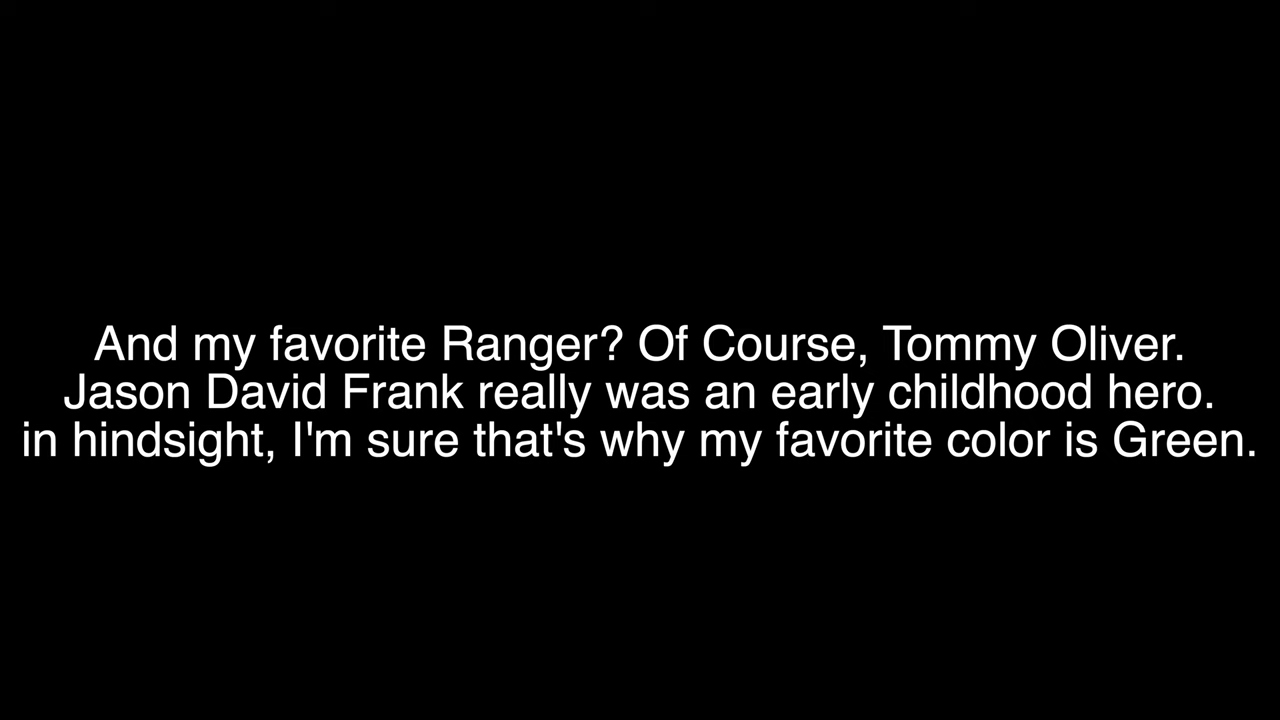 And my favorite Ranger? Of Course, Tommy Oliver.
Jason David Frank really was an early childhood hero.
in hindsight, I'm sure that's why my favorite color is Green.